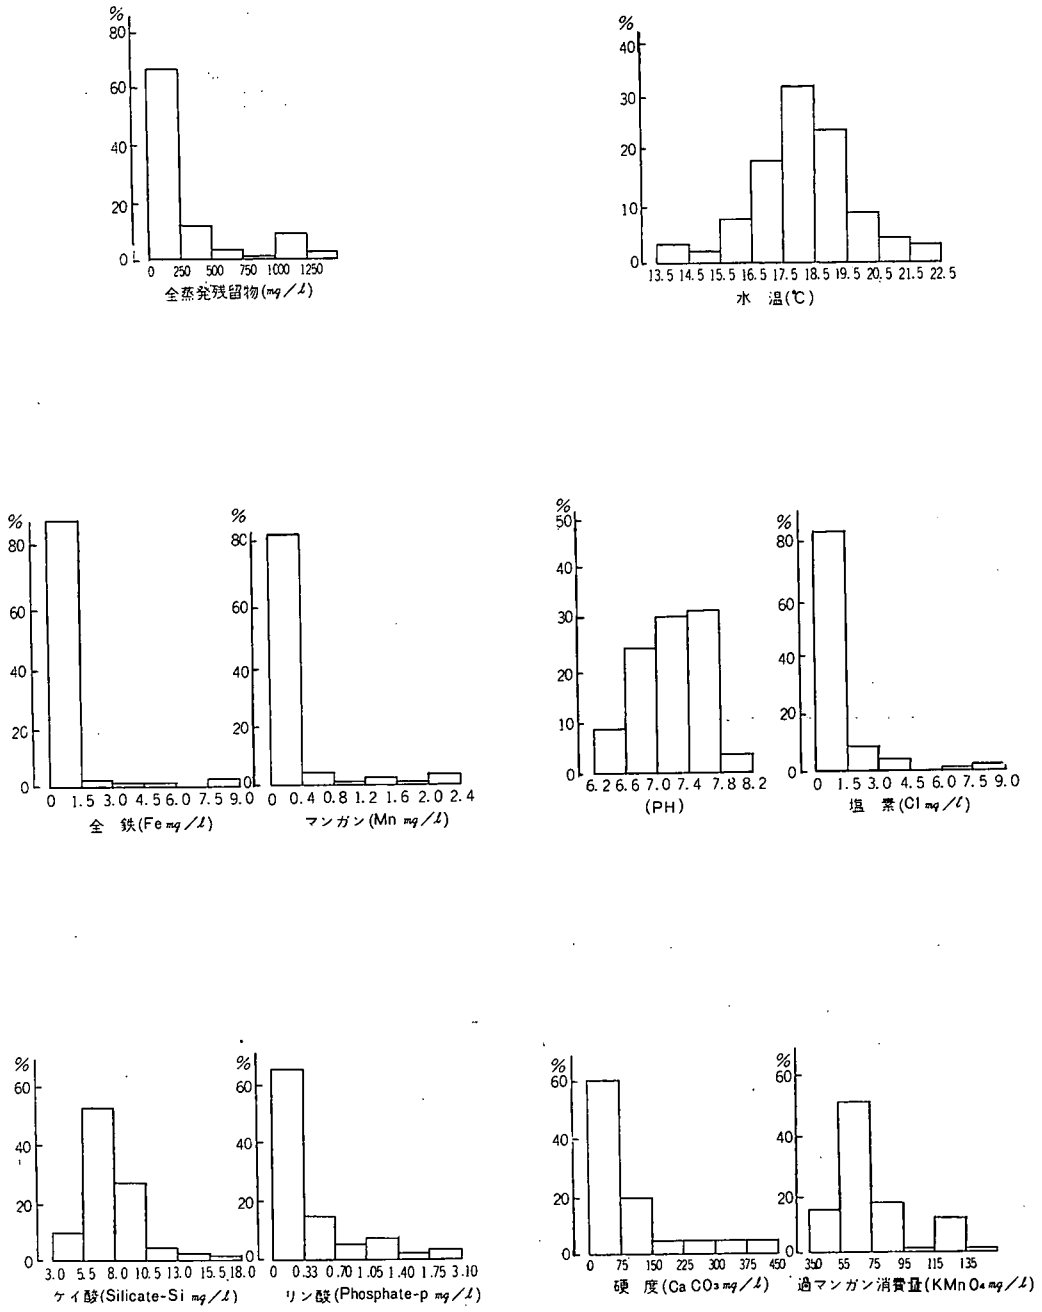 %
80
60
40
20
0
0 250 500 750 1000 1250
全蒸発残留物(mg/l)
%
40
30
20
10
0
13.5 14.5 15.5 16.5 17.5 18.5 19.5 20.5 21.5 22.5
水 温(℃)
%
80
60
40
20
0
0 1.5 3.0 4.5 6.0 7.5 9.0
全 鉄(Fe mg/l)
%
80
60
40
20
0
0 0.4 0.8 1.2 1.6 2.0 2.4
マンガン(Mn mg/l)
%
50
40
30
20
10
0
6.2 6.6 7.0 7.4 7.8 8.2
(PH)
%
80
60
40
20
0
0 1.5 3.0 4.5 6.0 7.5 9.0
塩 素(Cl mg/l)
%
60
40
20
0
3.0 5.5 8.0 10.5 13.0 15.5 18.0
ケイ酸(Silicate-Si mg/l)
%
60
40
20
0
0 0.33 0.70 1.05 1.40 1.75 3.10
リン酸(Phosphate-p mg/l)
%
60
40
20
0
0 75 150 225 300 375 450
硬 度(CaCO₃ mg/l)
%
60
40
20
0
55 75 95 115 135
過マンガン消費量(KMnO₄ mg/l)